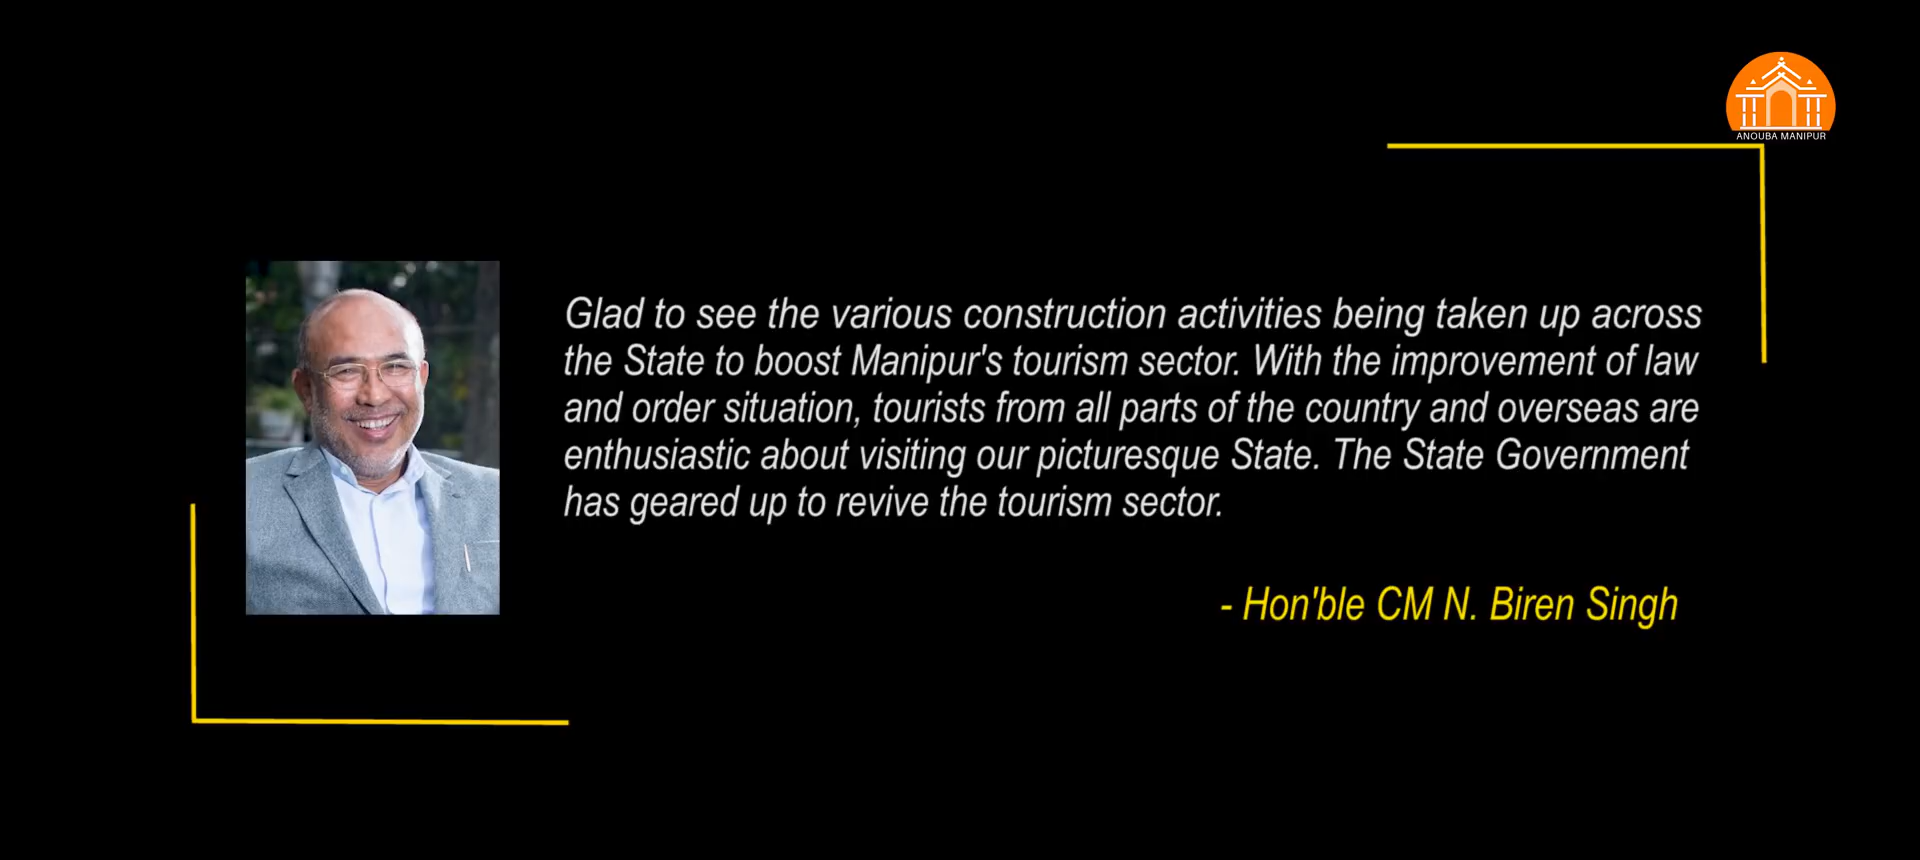 ANOUBA MANIPUR
Glad to see the various construction activities being taken up across
the State to boost Manipur's tourism sector. With the improvement of law
and order situation, tourists from all parts of the country and overseas are
enthusiastic about visiting our picturesque State. The State Government
has geared up to revive the tourism sector.
- Hon'ble CM N. Biren Singh